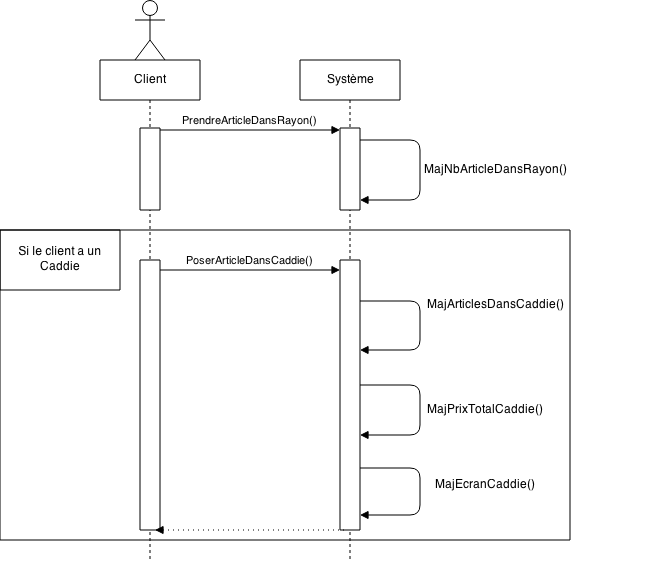 Client
Système
PrendreArticleDansRayon()
MajNbArticleDansRayon()
Si le client a un
Caddie
PoserArticleDansCaddie()
MajArticlesDansCaddie()
MajPrixTotalCaddie()
MajEcranCaddie()